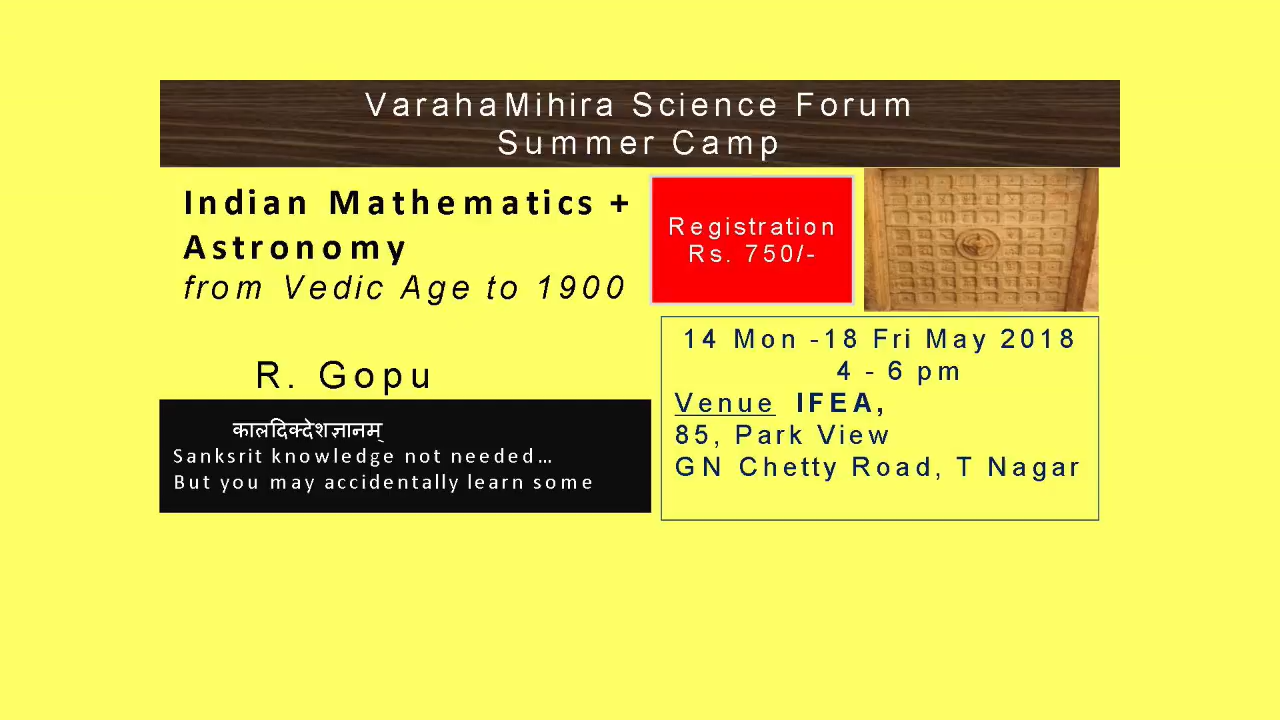 VarahaMihira Science Forum
Summer Camp
Indian Mathematics +
Astronomy
from Vedic Age to 1900
Registration
Rs. 750/-
R. Gopu
14 Mon -18 Fri May 2018
4 - 6 pm
Venue IFEA,
85, Park View
GN Chetty Road, T Nagar
कालदिक्देशज्ञानम्
Sanksrit knowledge not needed...
But you may accidentally learn some